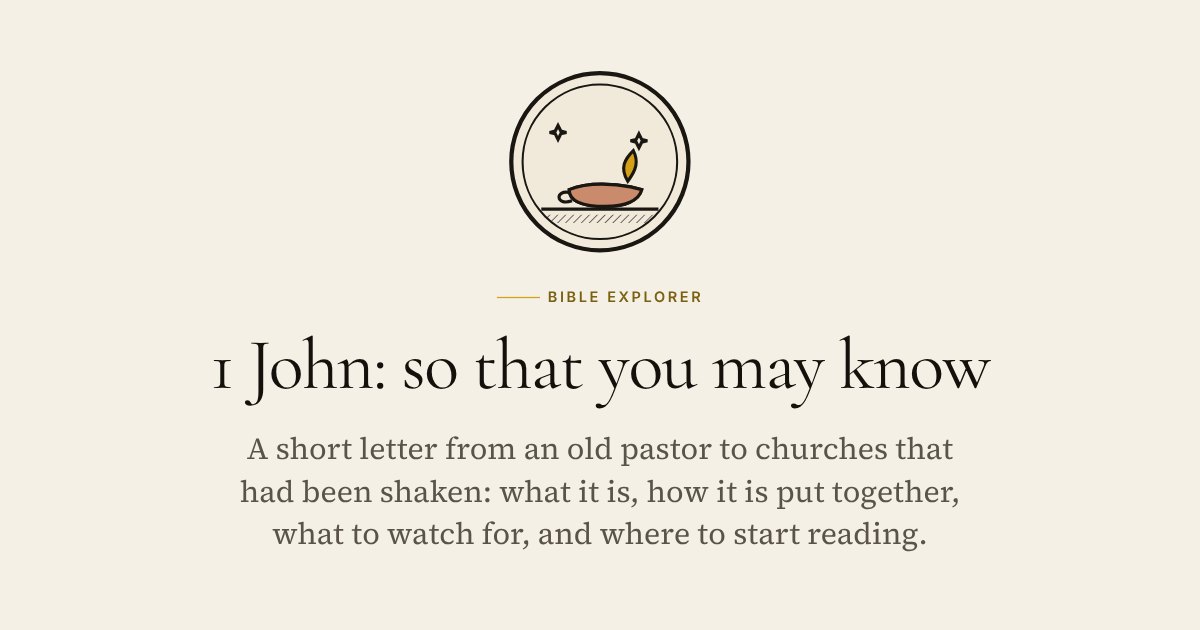 BIBLE EXPLORER
1 John: so that you may know
A short letter from an old pastor to churches that
had been shaken: what it is, how it is put together,
what to watch for, and where to start reading.